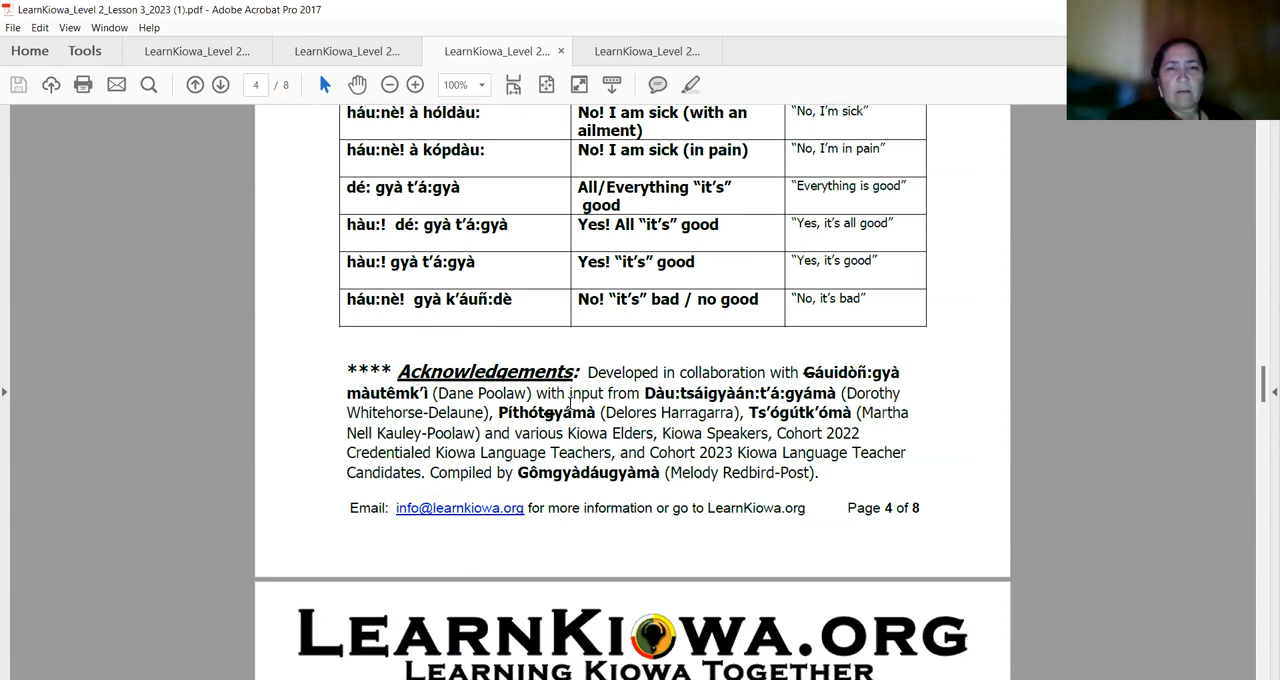 LearnKiowa_Level 2_Lesson 3_2023 (1).pdf - Adobe Acrobat Pro 2017
File Edit View Window Help
Home Tools LearnKiowa_Level 2... LearnKiowa_Level 2... LearnKiowa_Level 2... × LearnKiowa_Level 2...
4 / 8 100%
háu:nè! à hóldàu: No! I am sick (with an ailment) "No, I'm sick"
háu:nè! à kópdàu: No! I am sick (in pain) "No, I'm in pain"
dé: gyà t'á:gyà All/Everything "it's" good "Everything is good"
hàu:! dé: gyà t'á:gyà Yes! All "it's" good "Yes, it's all good"
hàu:! gyà t'á:gyà Yes! "it's" good "Yes, it's good"
háu:nè! gyà k'áuñ:dè No! "it's" bad / no good "No, it's bad"
**** Acknowledgements: Developed in collaboration with Gáuidòñ:gyà
màutêmk'ì (Dane Poolaw) with input from Dàu:tsáigyàán:t'á:gyámà (Dorothy
Whitehorse-Delaune), Píthótgyámà (Delores Harragarra), Ts'ógútk'ómà (Martha
Nell Kauley-Poolaw) and various Kiowa Elders, Kiowa Speakers, Cohort 2022
Credentialed Kiowa Language Teachers, and Cohort 2023 Kiowa Language Teacher
Candidates. Compiled by Gômgyàdáugyàmà (Melody Redbird-Post).
Email: info@learnkiowa.org for more information or go to LearnKiowa.org Page 4 of 8
LEARNKIOWA.ORG
LEARNING KIOWA TOGETHER